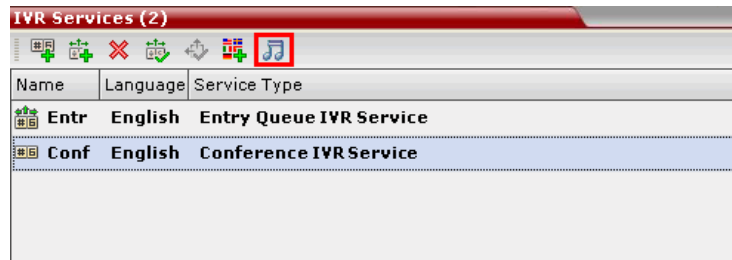 IVR Services (2)
Name Language Service Type
Entr English Entry Queue IVR Service
Conf English Conference IVR Service